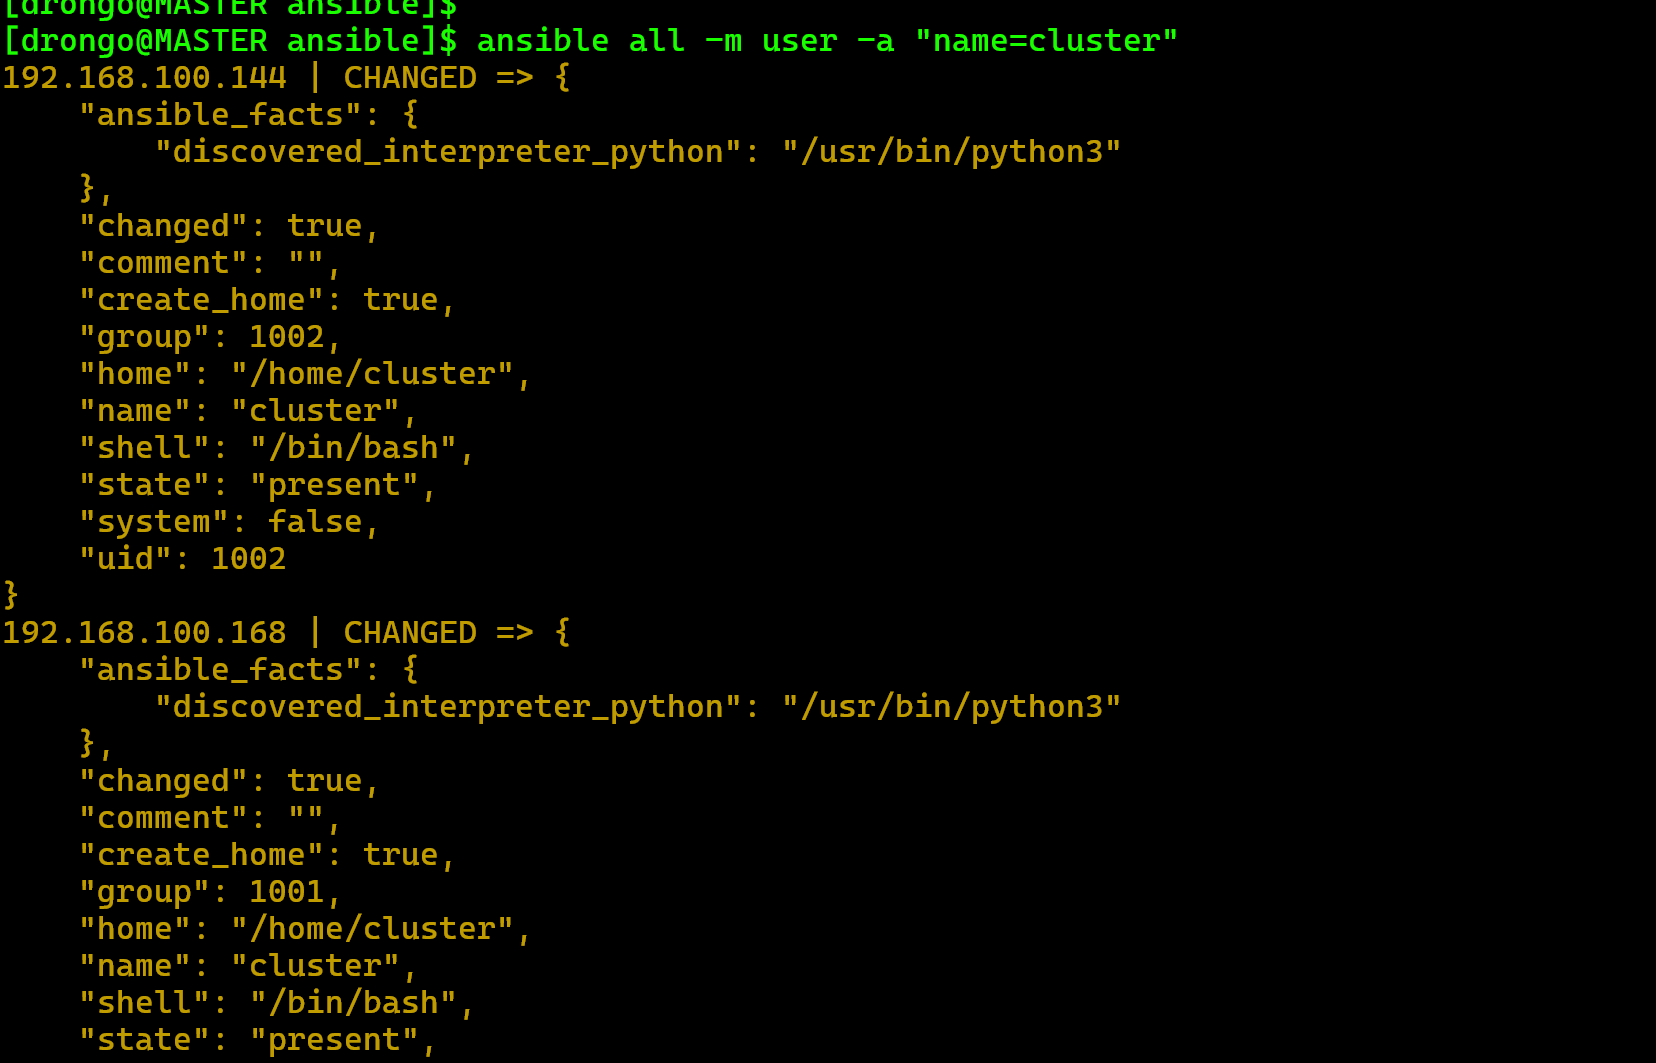 [drongo@MASTER ansible]$
[drongo@MASTER ansible]$ ansible all -m user -a "name=cluster"
192.168.100.144 | CHANGED => {
    "ansible_facts": {
        "discovered_interpreter_python": "/usr/bin/python3"
    },
    "changed": true,
    "comment": "",
    "create_home": true,
    "group": 1002,
    "home": "/home/cluster",
    "name": "cluster",
    "shell": "/bin/bash",
    "state": "present",
    "system": false,
    "uid": 1002
}
192.168.100.168 | CHANGED => {
    "ansible_facts": {
        "discovered_interpreter_python": "/usr/bin/python3"
    },
    "changed": true,
    "comment": "",
    "create_home": true,
    "group": 1001,
    "home": "/home/cluster",
    "name": "cluster",
    "shell": "/bin/bash",
    "state": "present",